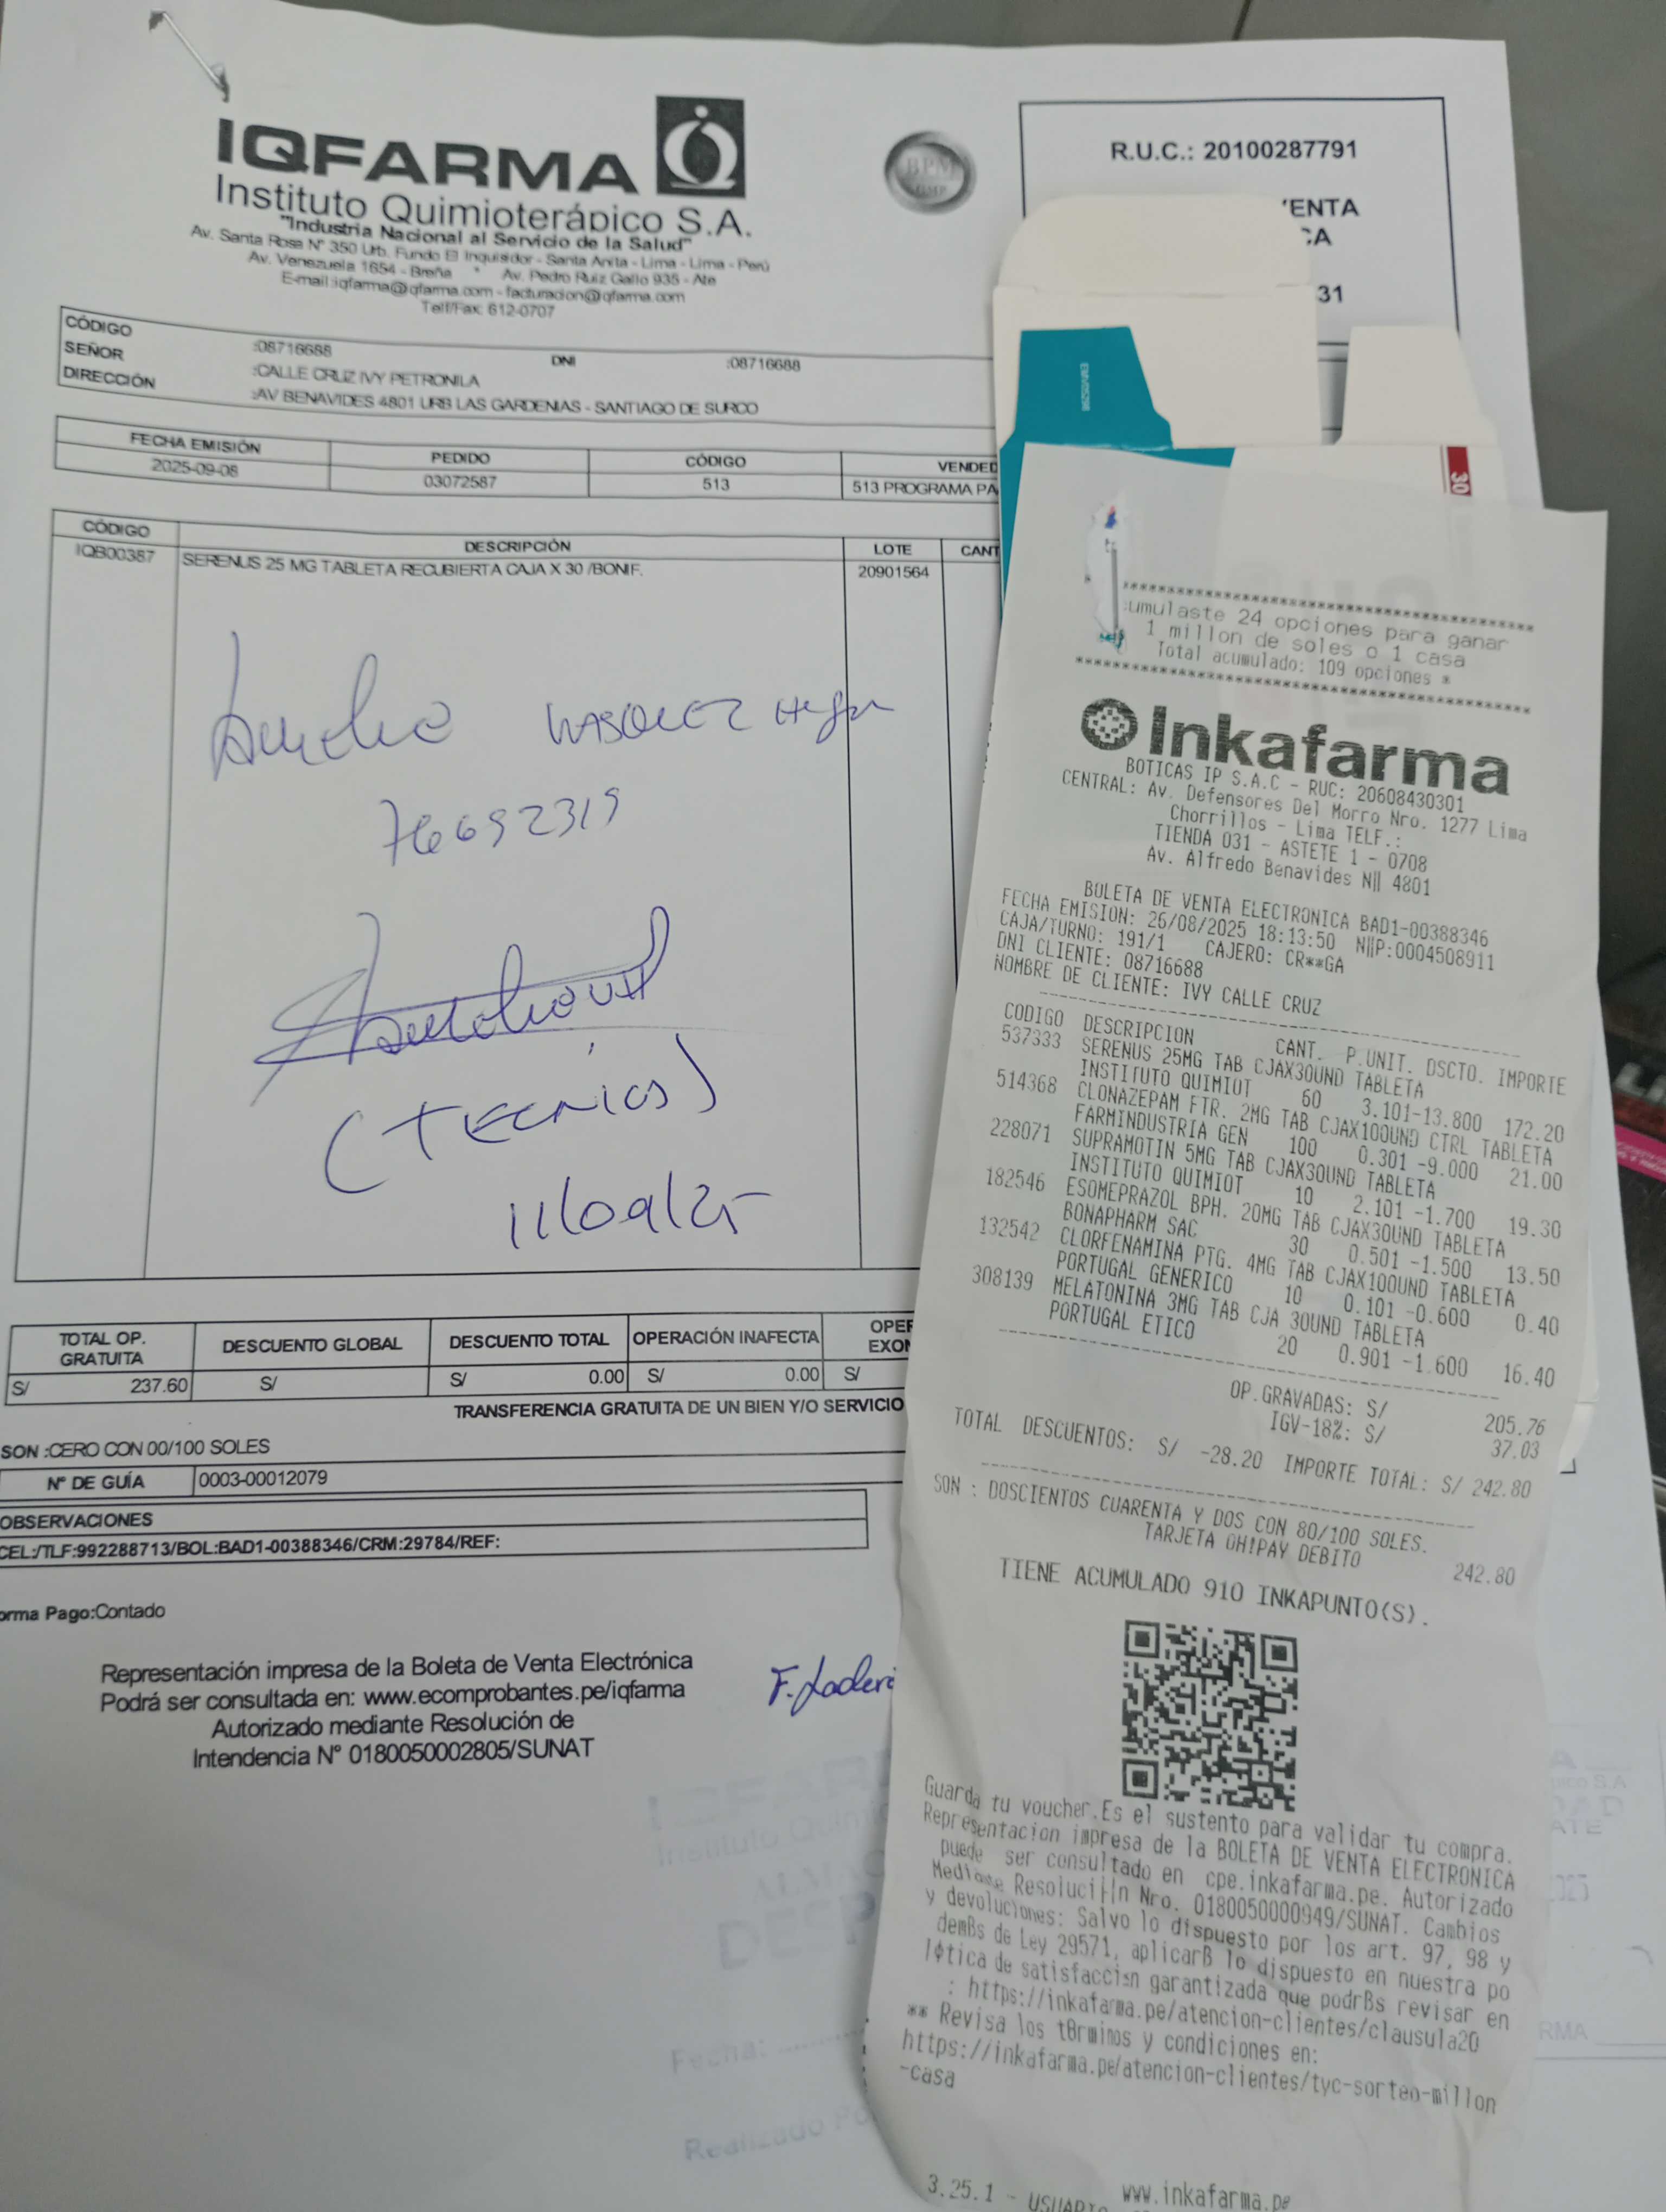 IQFARMA
Instituto Quimioterápico S.A.
"Industria Nacional al Servicio de la Salud"
Av. Santa Rosa N° 350 Urb. Fundo El Inquisidor - Santa Anita - Lima - Lima - Perú
Av. Venezuela 1654 - Breña * Av. Pedro Ruiz Gallo 935 - Ate
E-mail:iqfarma@iqfarma.com - facturacion@iqfarma.com
Telf/Fax: 612-0707
BPM
R.U.C.: 20100287791
ENTA
CA
31
CÓDIGO :08716688 DNI :08716688
SEÑOR :CALLE CRUZ IVY PETRONILA
DIRECCIÓN :AV BENAVIDES 4801 URB LAS GARDENIAS - SANTIAGO DE SURCO
FECHA EMISIÓN PEDIDO CÓDIGO VENDED
2025-09-08 03072587 513 513 PROGRAMA PA
CÓDIGO DESCRIPCIÓN LOTE CANT
IQB00387 SERENUS 25 MG TABLETA RECUBIERTA CAJA X 30 /BONIF. 20901564
VASQUEZ
76692319
(TECNICO)
11/09/25
TOTAL OP. GRATUITA DESCUENTO GLOBAL DESCUENTO TOTAL OPERACIÓN INAFECTA OPER EXON
S/ 237.60 S/ S/ 0.00 S/ 0.00 S/
TRANSFERENCIA GRATUITA DE UN BIEN Y/O SERVICIO
SON :CERO CON 00/100 SOLES
N° DE GUÍA 0003-00012079
OBSERVACIONES
CEL:/TLF:992288713/BOL:BAD1-00388346/CRM:29784/REF:
orma Pago:Contado
Representación impresa de la Boleta de Venta Electrónica
Podrá ser consultada en: www.ecomprobantes.pe/iqfarma
Autorizado mediante Resolución de
Intendencia N° 0180050002805/SUNAT
30
umulaste 24 opciones para ganar
1 millon de soles o 1 casa
Total acumulado: 109 opciones *
Inkafarma
BOTICAS IP S.A.C - RUC: 20608430301
CENTRAL: Av. Defensores Del Morro Nro. 1277 Lima
Chorrillos - Lima TELF.:
TIENDA 031 - ASTETE 1 - 0708
Av. Alfredo Benavides N║ 4801
BOLETA DE VENTA ELECTRONICA BAD1-00388346
FECHA EMISION: 26/08/2025 18:13:50 N║P:0004508911
CAJA/TURNO: 191/1 CAJERO: CR**GA
DNI CLIENTE: 08716688
NOMBRE DE CLIENTE: IVY CALLE CRUZ
CODIGO DESCRIPCION CANT. P.UNIT. DSCTO. IMPORTE
537333 SERENUS 25MG TAB CJAX30UND TABLETA
INSTITUTO QUIMIOT 60 3.101-13.800 172.20
514368 CLONAZEPAM FTR. 2MG TAB CJAX100UND CTRL TABLETA
FARMINDUSTRIA GEN 100 0.301 -9.000 21.00
228071 SUPRAMOTIN 5MG TAB CJAX30UND TABLETA
INSTITUTO QUIMIOT 10 2.101 -1.700 19.30
182546 ESOMEPRAZOL BPH. 20MG TAB CJAX30UND TABLETA
BONAPHARM SAC 30 0.501 -1.500 13.50
132542 CLORFENAMINA PTG. 4MG TAB CJAX100UND TABLETA
PORTUGAL GENERICO 10 0.101 -0.600 0.40
308139 MELATONINA 3MG TAB CJA 30UND TABLETA
PORTUGAL ETICO 20 0.901 -1.600 16.40
OP.GRAVADAS: S/ 205.76
IGV-18%: S/ 37.03
TOTAL DESCUENTOS: S/ -28.20 IMPORTE TOTAL: S/ 242.80
SON : DOSCIENTOS CUARENTA Y DOS CON 80/100 SOLES.
TARJETA OH!PAY DEBITO 242.80
TIENE ACUMULADO 910 INKAPUNTO(S).
Guarda tu voucher.Es el sustento para validar tu compra.
Representacion impresa de la BOLETA DE VENTA ELECTRONICA
puede ser consultado en cpe.inkafarma.pe. Autorizado
Nro. 0180050000949/SUNAT. Cambios
y devoluciones: Salvo lo dispuesto por los art. 97, 98 y
demßs de Ley 29571, aplicarß lo dispuesto en nuestra po
l¢tica de satisfacción garantizada que podrßs revisar en
: https://inkafarma.pe/atencion-clientes/clausula20
** Revisa los tθrminos y condiciones en:
https://inkafarma.pe/atencion-clientes/tyc-sorteo-millon
-casa
3.25.1 - USUARIO www.inkafarma.pe